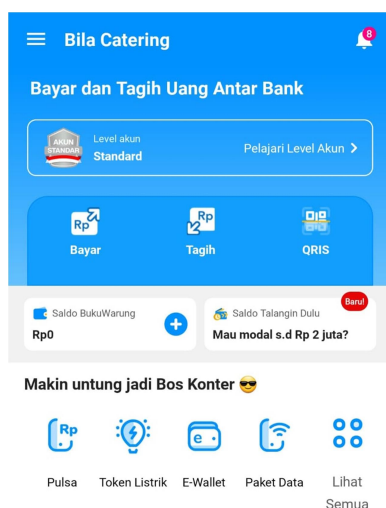 Bila Catering
8
Bayar dan Tagih Uang Antar Bank
AKUN
STANDAR
Level akun
Standard
Pelajari Level Akun
Rp
Rp
Bayar
Tagih
QRIS
Saldo BukuWarung
Rp0
Baru!
Saldo Talangin Dulu
Mau modal s.d Rp 2 juta?
Makin untung jadi Bos Konter 😎
Rp
e
Pulsa
Token Listrik
E-Wallet
Paket Data
Lihat
Semua